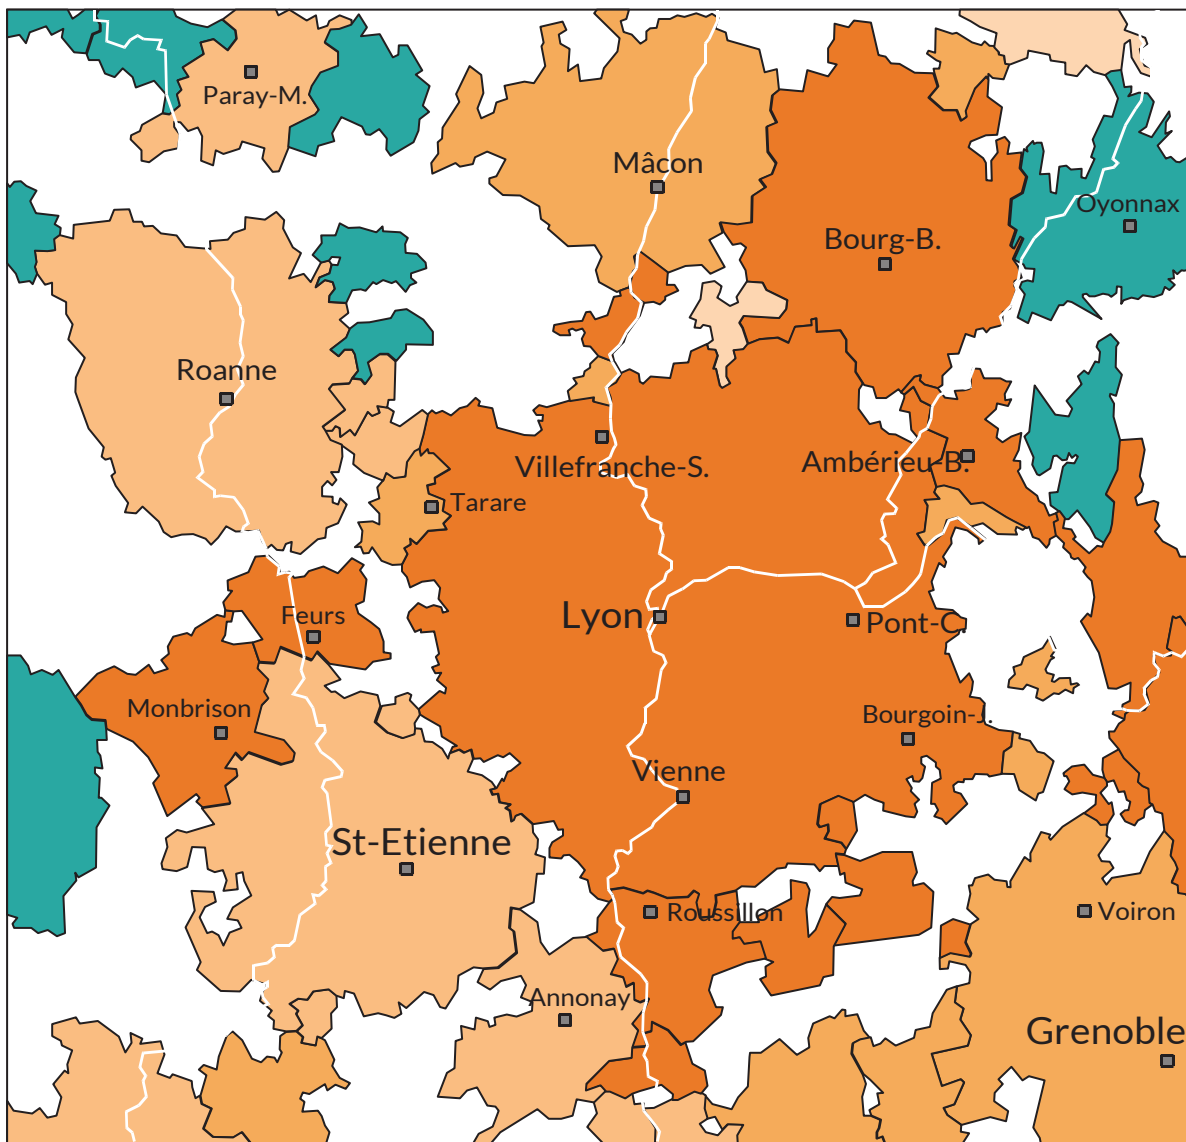 Paray-M.
Mâcon
Oyonnax
Bourg-B.
Roanne
Villefranche-S.
Ambérieu-B.
Tarare
Lyon
Feurs
Pont-C.
Monbrison
Bourgoin-J.
Vienne
St-Etienne
Roussillon
Voiron
Annonay
Grenoble